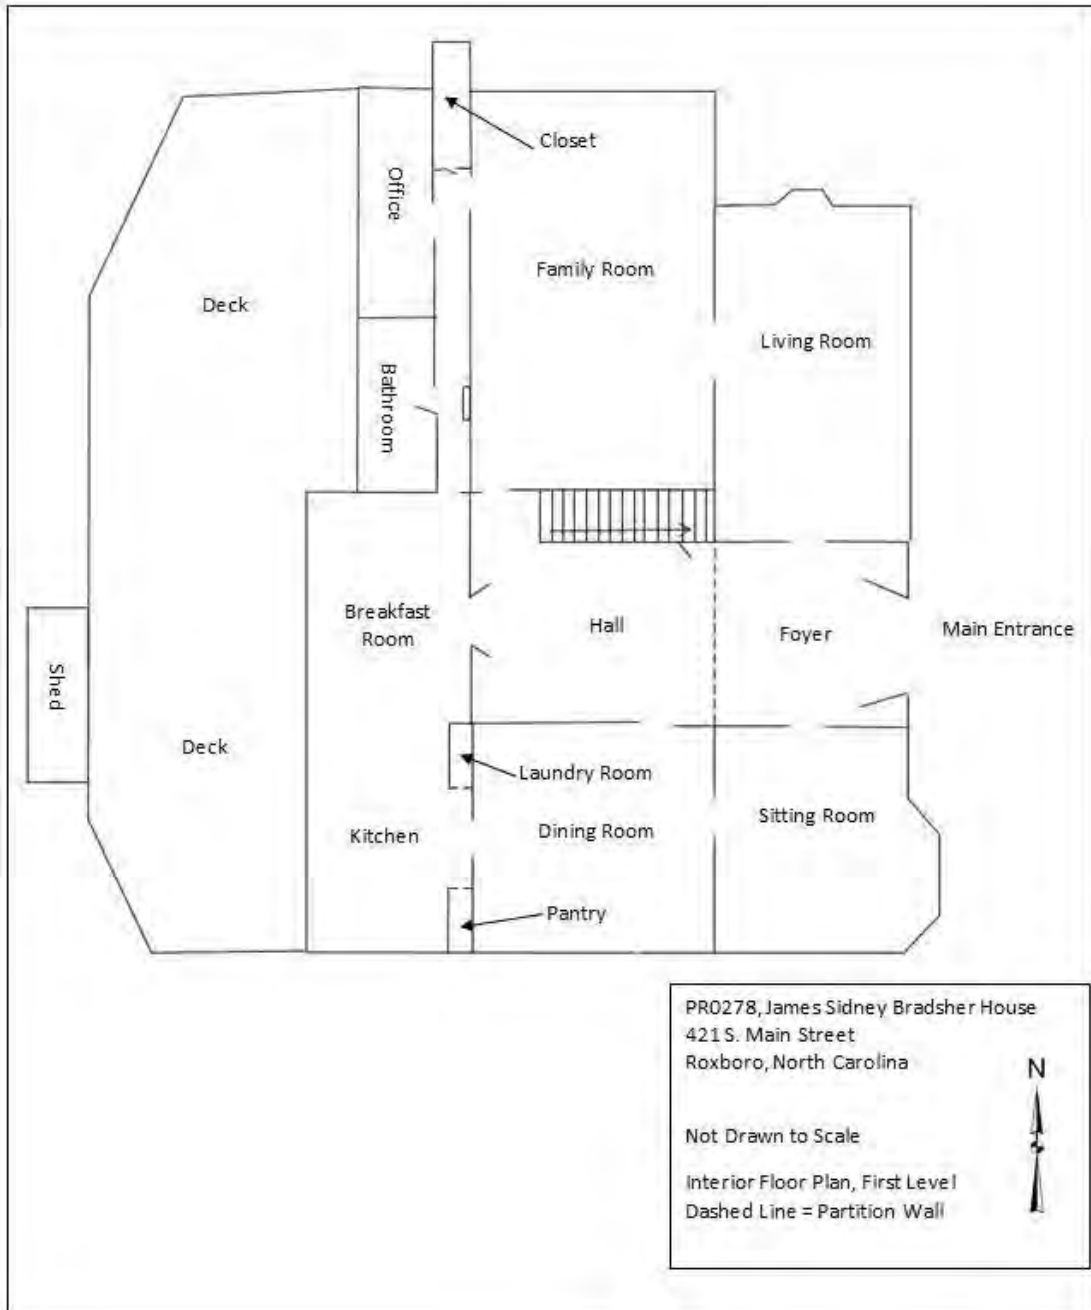 Closet
Office
Family Room
Deck
Living Room
Bathroom
Breakfast
Room
Hall
Foyer
Main Entrance
Shed
Deck
Laundry Room
Kitchen
Dining Room
Sitting Room
Pantry
PR0278, James Sidney Bradsher House
421 S. Main Street
Roxboro, North Carolina
N
Not Drawn to Scale
Interior Floor Plan, First Level
Dashed Line = Partition Wall